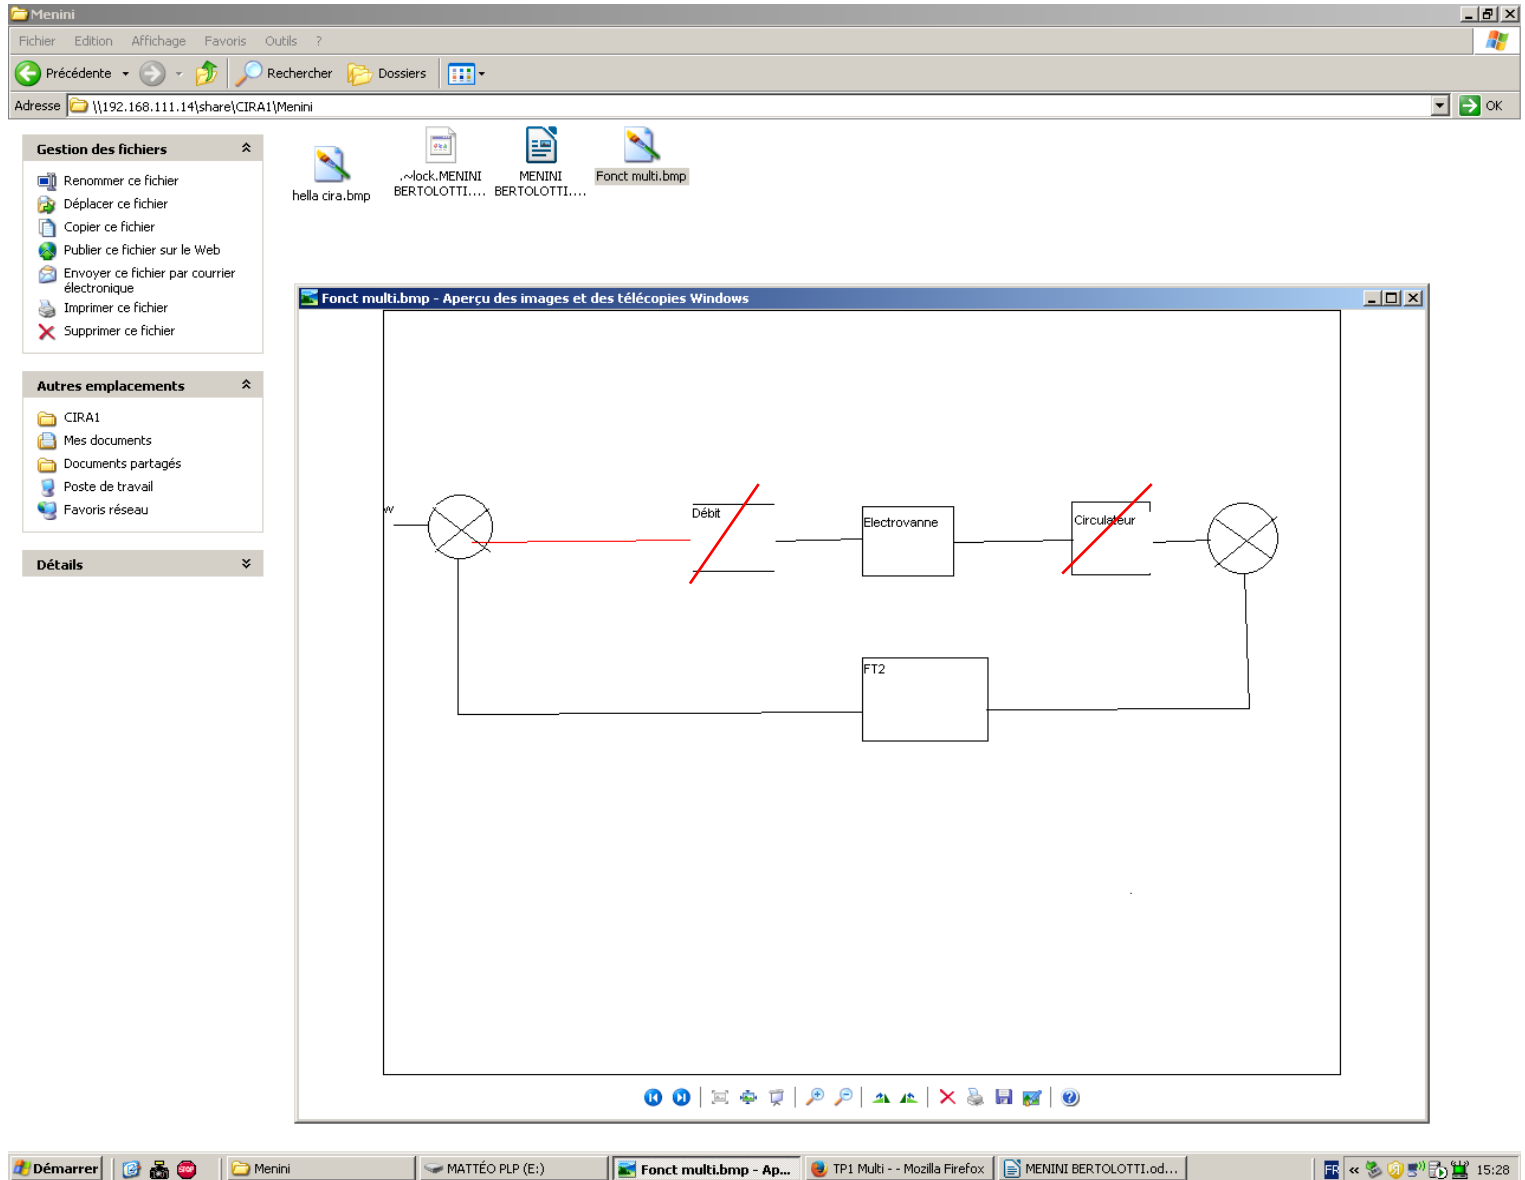 Menini
Fichier Edition Affichage Favoris Outils ?
Précédente Rechercher Dossiers
Adresse \\192.168.111.14\share\CIRA1\Menini OK
Gestion des fichiers
Renommer ce fichier
Déplacer ce fichier
Copier ce fichier
Publier ce fichier sur le Web
Envoyer ce fichier par courrier
électronique
Imprimer ce fichier
Supprimer ce fichier
Autres emplacements
CIRA1
Mes documents
Documents partagés
Poste de travail
Favoris réseau
Détails
hella cira.bmp
.~lock.MENINI
BERTOLOTTI....
MENINI
BERTOLOTTI....
Fonct multi.bmp
Fonct multi.bmp - Aperçu des images et des télécopies Windows
W
Débit
Electrovanne
Circulateur
FT2
Démarrer STOP Menini MATTÉO PLP (E:) Fonct multi.bmp - Ap... TP1 Multi - - Mozilla Firefox MENINI BERTOLOTTI.od... FR « 15:28